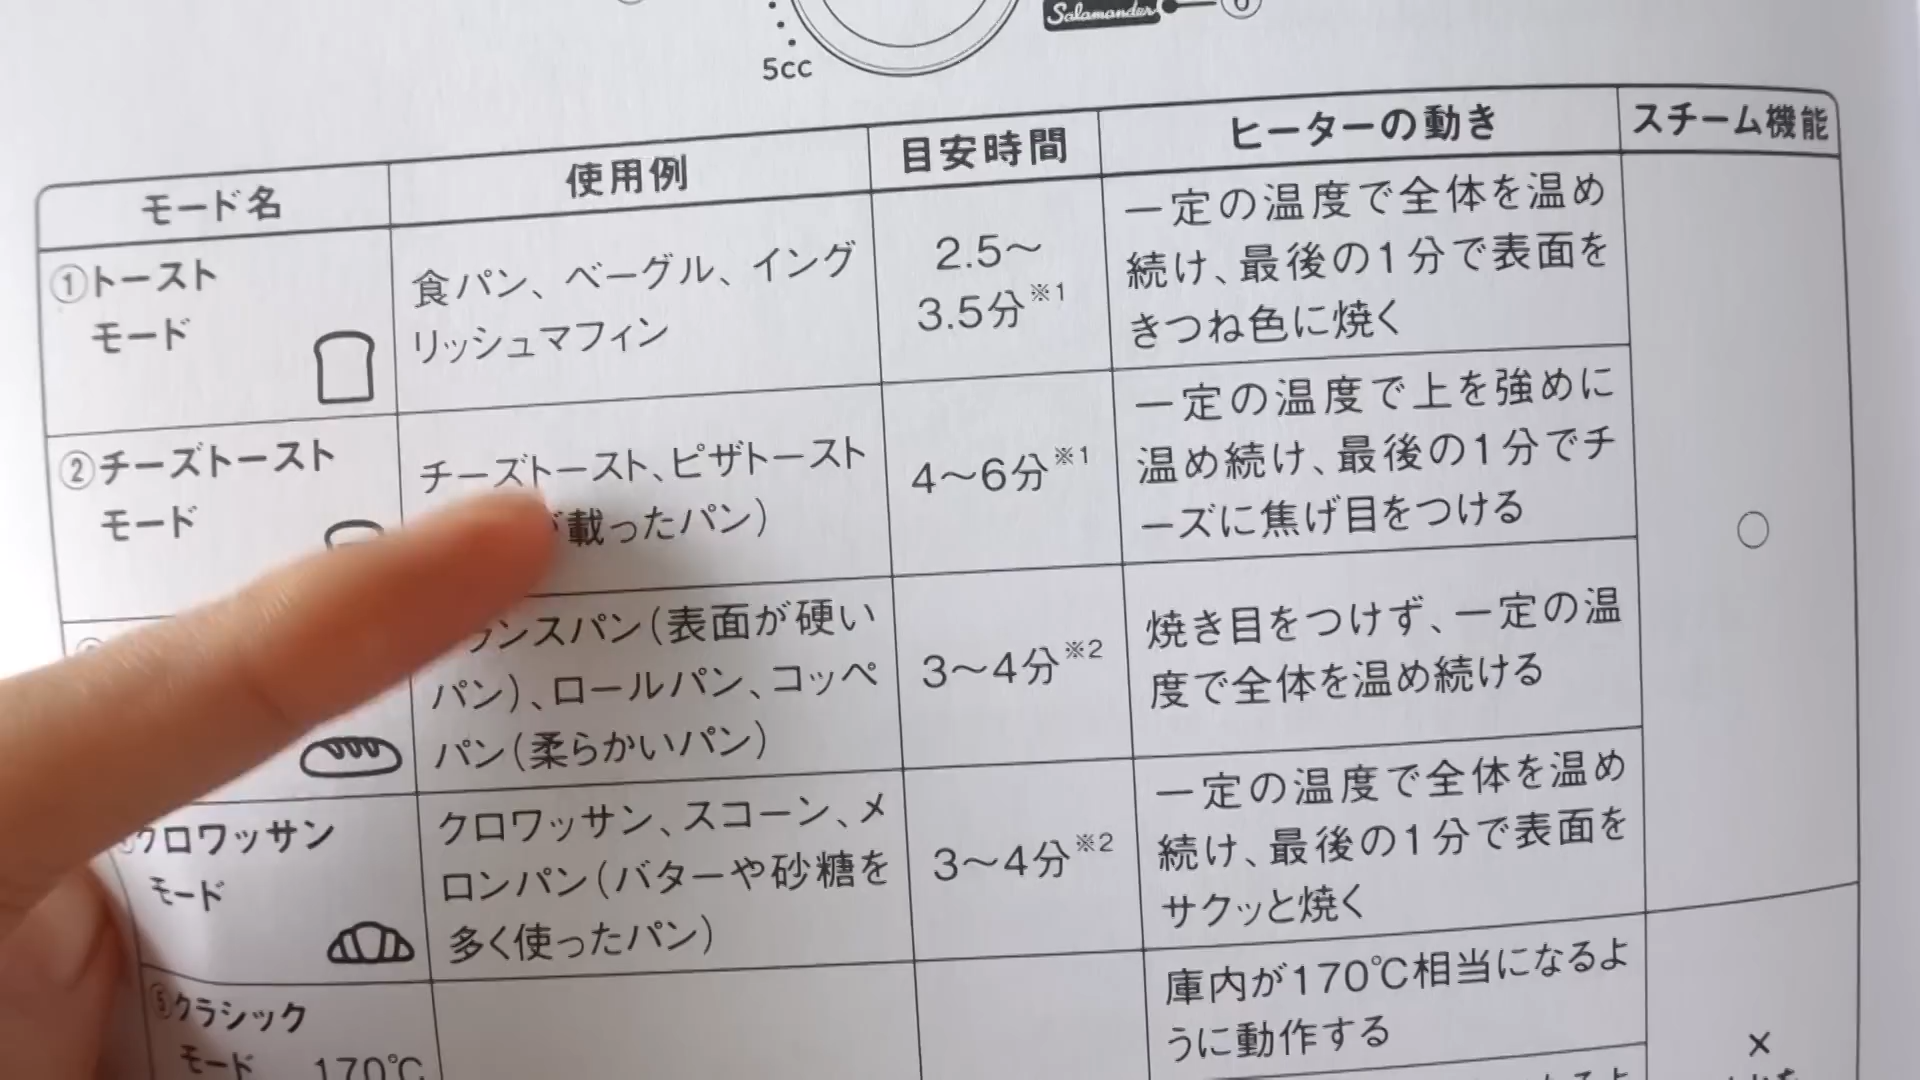 Salamander
⑥
5cc
モード名
使用例
目安時間
ヒーターの動き
スチーム機能
①トースト
モード
食パン、ベーグル、イング
リッシュマフィン
2.5〜
3.5分※1
一定の温度で全体を温め
続け、最後の1分で表面を
きつね色に焼く
②チーズトースト
モード
チーズトースト、ピザトースト
載ったパン）
4〜6分※1
一定の温度で上を強めに
温め続け、最後の1分でチ
ーズに焦げ目をつける
○
ランスパン（表面が硬い
パン）、ロールパン、コッペ
パン（柔らかいパン）
3〜4分※2
焼き目をつけず、一定の温
度で全体を温め続ける
クロワッサン
モード
クロワッサン、スコーン、メ
ロンパン（バターや砂糖を
多く使ったパン）
3〜4分※2
一定の温度で全体を温め
続け、最後の1分で表面を
サクッと焼く
⑤クラシック
モード 170℃
庫内が170℃相当になるよ
うに動作する
×